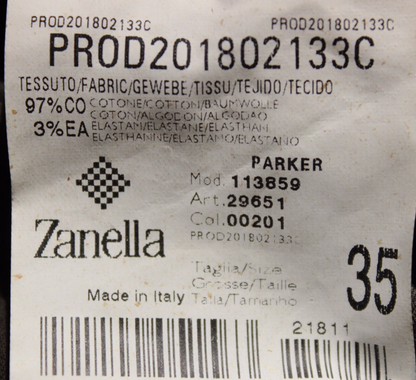 PROD201802133C PROD201802133C
PROD201802133C
TESSUTO/FABRIC/GEWEBE/TISSU/TEJIDO/TECIDO
97%CO COTONE/COTTON/BAUMWOLLE
COTON/ALGODON/ALGODAO
3%EA ELASTAN/ELASTANE/ELASTHAN
ELASTHANNE/ELASTANO/ELASTANO
PARKER
Mod. 113859
Art. 29651
Col. 00201
PROD201802133C
Zanella
Taglia/Size
Grosse/Taille
Talla/Tamanho
35
Made in Italy
21811